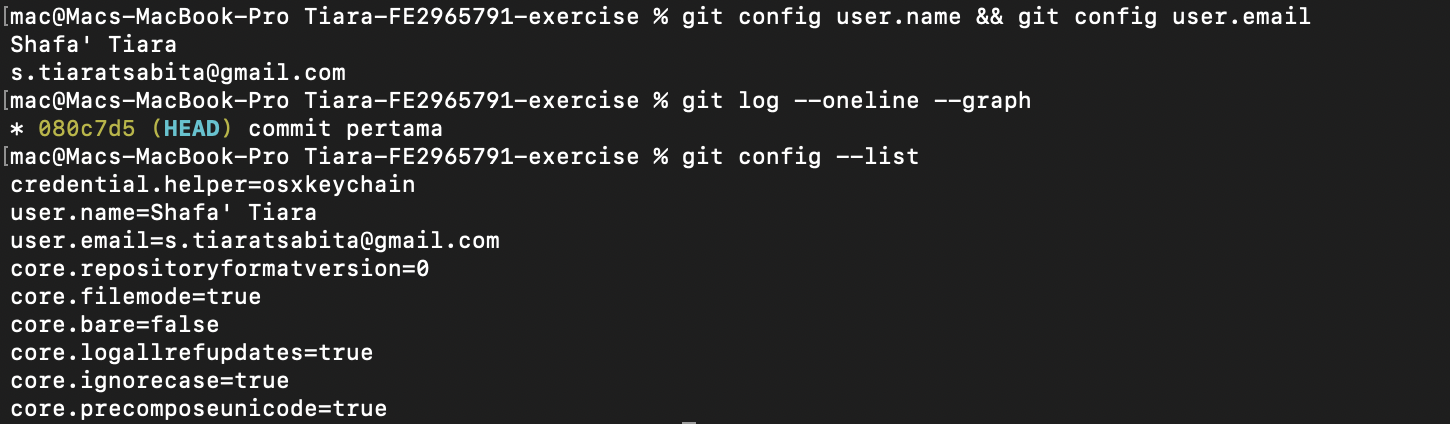 [mac@Macs-MacBook-Pro Tiara-FE2965791-exercise % git config user.name && git config user.email
Shafa' Tiara
s.tiaratsabita@gmail.com
[mac@Macs-MacBook-Pro Tiara-FE2965791-exercise % git log --oneline --graph
* 080c7d5 (HEAD) commit pertama
[mac@Macs-MacBook-Pro Tiara-FE2965791-exercise % git config --list
credential.helper=osxkeychain
user.name=Shafa' Tiara
user.email=s.tiaratsabita@gmail.com
core.repositoryformatversion=0
core.filemode=true
core.bare=false
core.logallrefupdates=true
core.ignorecase=true
core.precomposeunicode=true